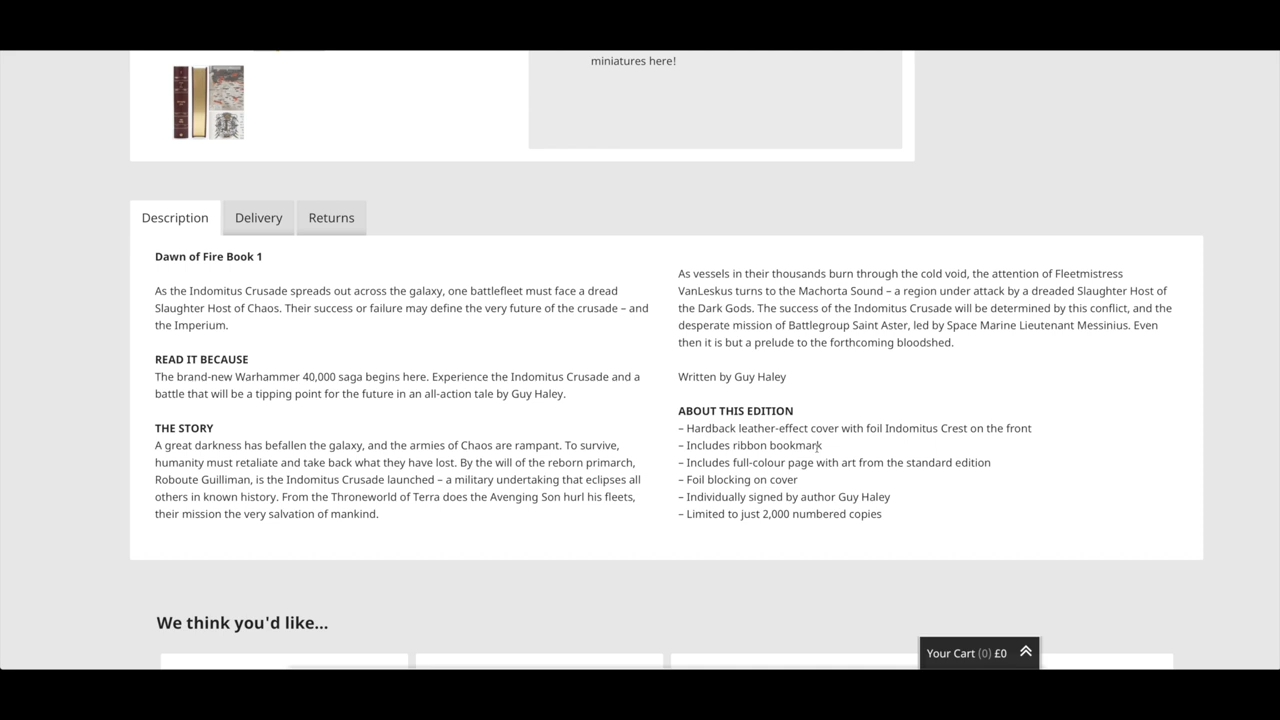 miniatures here!
Description Delivery Returns
Dawn of Fire Book 1
As the Indomitus Crusade spreads out across the galaxy, one battlefleet must face a dread
Slaughter Host of Chaos. Their success or failure may define the very future of the crusade – and
the Imperium.
READ IT BECAUSE
The brand-new Warhammer 40,000 saga begins here. Experience the Indomitus Crusade and a
battle that will be a tipping point for the future in an all-action tale by Guy Haley.
THE STORY
A great darkness has befallen the galaxy, and the armies of Chaos are rampant. To survive,
humanity must retaliate and take back what they have lost. By the will of the reborn primarch,
Roboute Guilliman, is the Indomitus Crusade launched – a military undertaking that eclipses all
others in known history. From the Throneworld of Terra does the Avenging Son hurl his fleets,
their mission the very salvation of mankind.
As vessels in their thousands burn through the cold void, the attention of Fleetmistress
VanLeskus turns to the Machorta Sound – a region under attack by a dreaded Slaughter Host of
the Dark Gods. The success of the Indomitus Crusade will be determined by this conflict, and the
desperate mission of Battlegroup Saint Aster, led by Space Marine Lieutenant Messinius. Even
then it is but a prelude to the forthcoming bloodshed.
Written by Guy Haley
ABOUT THIS EDITION
– Hardback leather-effect cover with foil Indomitus Crest on the front
– Includes ribbon bookmark
– Includes full-colour page with art from the standard edition
– Foil blocking on cover
– Individually signed by author Guy Haley
– Limited to just 2,000 numbered copies
We think you'd like...
Your Cart (0) £0